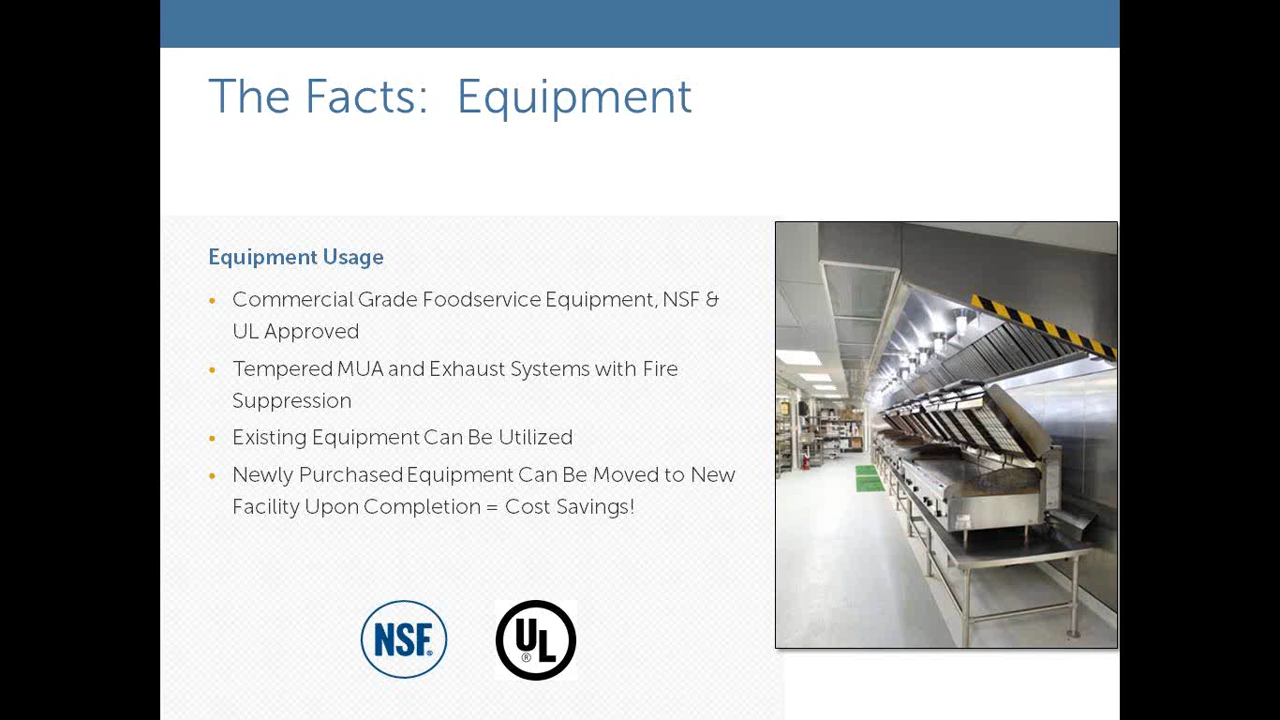 The Facts: Equipment
Equipment Usage
• Commercial Grade Foodservice Equipment, NSF &
UL Approved
• Tempered MUA and Exhaust Systems with Fire
Suppression
• Existing Equipment Can Be Utilized
• Newly Purchased Equipment Can Be Moved to New
Facility Upon Completion = Cost Savings!
NSF®
UL®